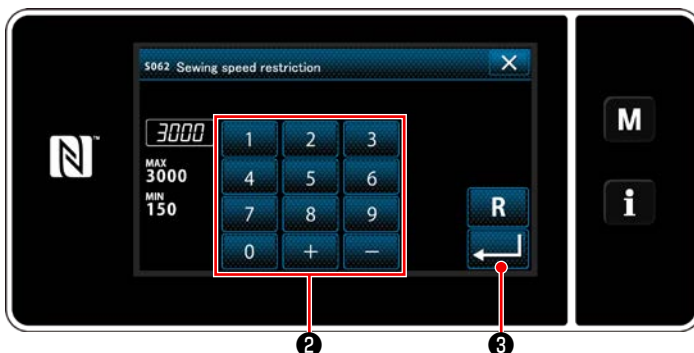 S062 Sewing speed restriction
3000
1 2 3
MAX
3000
4 5 6
MIN
150
7 8 9
R
0 + −
M
i
N
™
❷ ❸